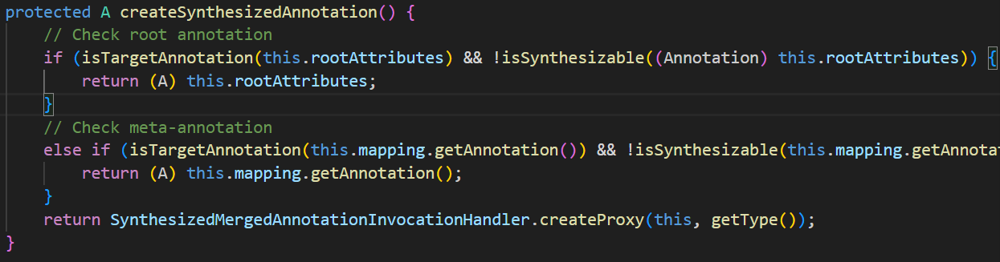 protected A createSynthesizedAnnotation() {
// Check root annotation
if (isTargetAnnotation(this.rootAttributes) && !isSynthesizable((Annotation) this.rootAttributes)) {
return (A) this.rootAttributes;
}
// Check meta-annotation
else if (isTargetAnnotation(this.mapping.getAnnotation()) && !isSynthesizable(this.mapping.getAnnotat
return (A) this.mapping.getAnnotation();
}
return SynthesizedMergedAnnotationInvocationHandler.createProxy(this, getType());
}